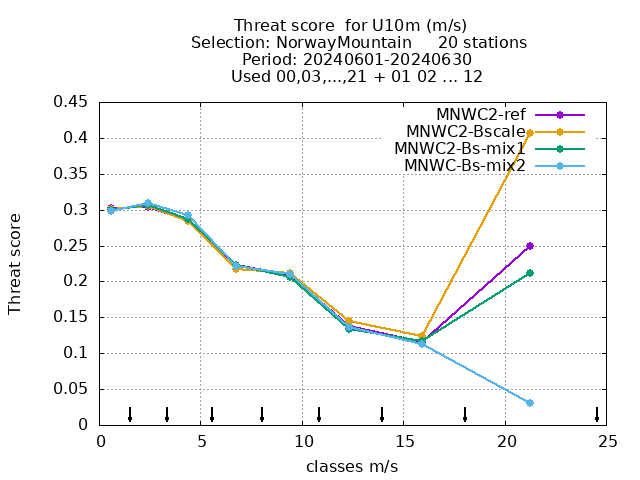 Threat score  for U10m (m/s)
Selection: NorwayMountain     20 stations
Period: 20240601-20240630
Used 00,03,...,21 + 01 02 ... 12
MNWC2-ref
MNWC2-Bscale
MNWC2-Bs-mix1
MNWC-Bs-mix2
Threat score
0.45
0.4
0.35
0.3
0.25
0.2
0.15
0.1
0.05
0
0 5 10 15 20 25
classes m/s